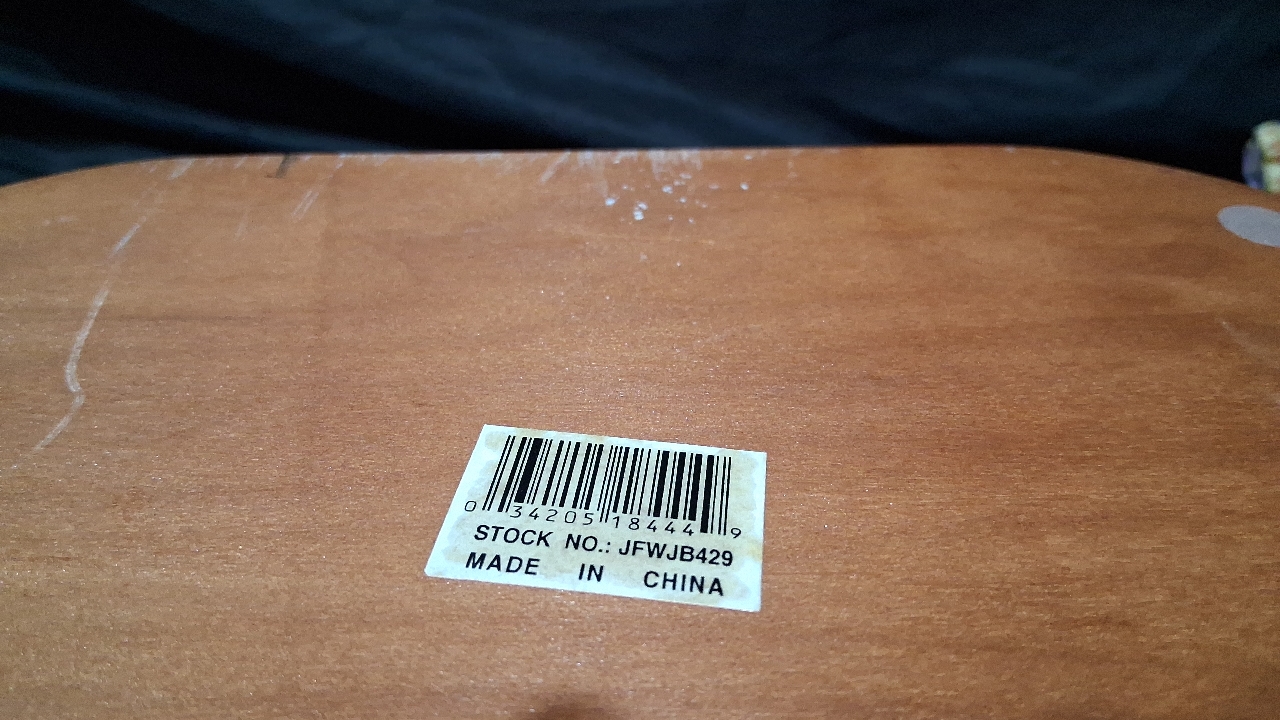 0 34205 18444 9
STOCK NO.: JFWJB429
MADE IN CHINA